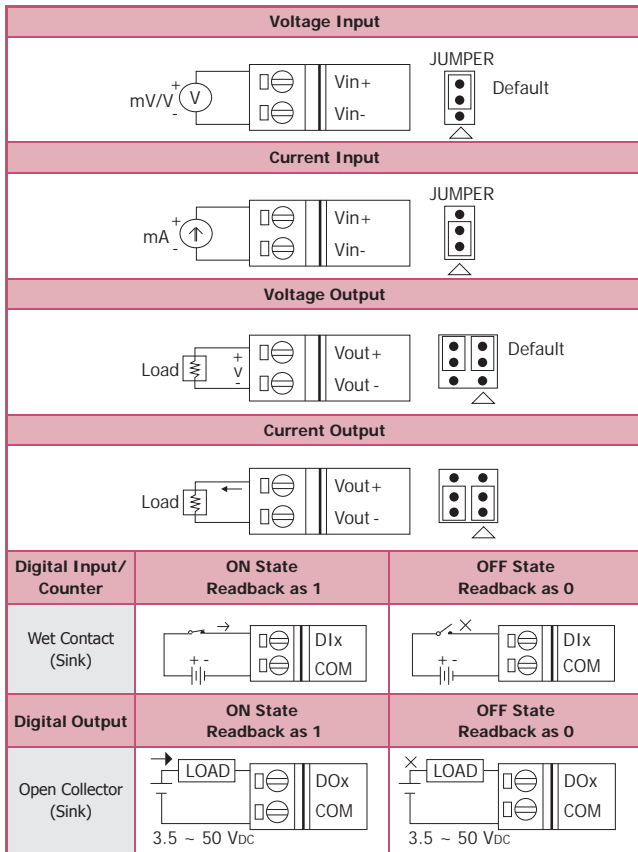 Voltage Input
JUMPER
+
mV/V V
-
Vin+
Vin-
Default
Current Input
JUMPER
+
mA
-
Vin+
Vin-
Voltage Output
Load
+
V
-
Vout+
Vout -
Default
Current Output
Load
Vout+
Vout -
Digital Input/
Counter
ON State
Readback as 1
OFF State
Readback as 0
Wet Contact
(Sink)
+ -
DIx
COM
+ -
DIx
COM
Digital Output
ON State
Readback as 1
OFF State
Readback as 0
Open Collector
(Sink)
LOAD
DOx
COM
3.5 ~ 50 VDC
LOAD
DOx
COM
3.5 ~ 50 VDC